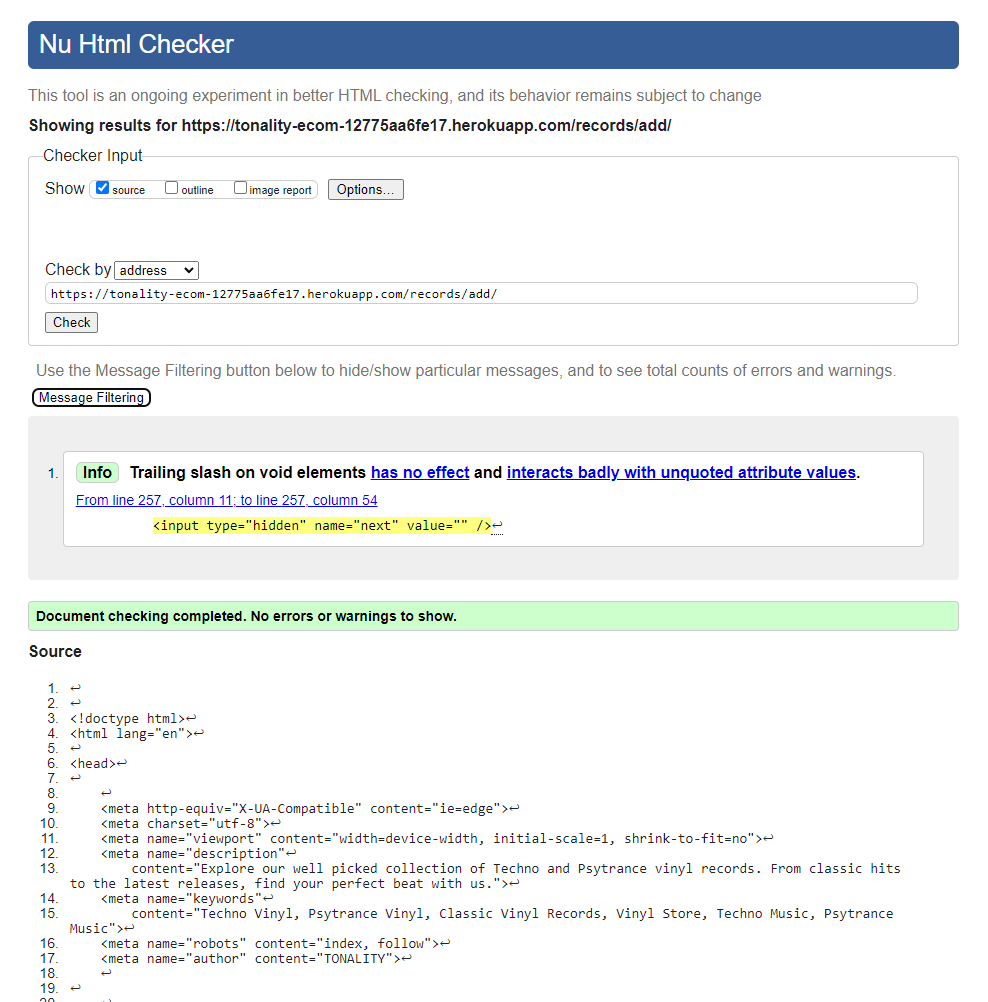 Nu Html Checker
This tool is an ongoing experiment in better HTML checking, and its behavior remains subject to change
Showing results for https://tonality-ecom-12775aa6fe17.herokuapp.com/records/add/
Checker Input
Show source outline image report Options...
Check by address
https://tonality-ecom-12775aa6fe17.herokuapp.com/records/add/
Check
Use the Message Filtering button below to hide/show particular messages, and to see total counts of errors and warnings.
Message Filtering
1. Info Trailing slash on void elements has no effect and interacts badly with unquoted attribute values.
From line 257, column 11; to line 257, column 54
<input type="hidden" name="next" value="" />↩
Document checking completed. No errors or warnings to show.
Source
1. ↩
2. ↩
3. <!doctype html>↩
4. <html lang="en">↩
5. ↩
6. <head>↩
7. ↩
8. ↩
9. <meta http-equiv="X-UA-Compatible" content="ie=edge">↩
10. <meta charset="utf-8">↩
11. <meta name="viewport" content="width=device-width, initial-scale=1, shrink-to-fit=no">↩
12. <meta name="description"↩
13. content="Explore our well picked collection of Techno and Psytrance vinyl records. From classic hits
to the latest releases, find your perfect beat with us.">↩
14. <meta name="keywords"↩
15. content="Techno Vinyl, Psytrance Vinyl, Classic Vinyl Records, Vinyl Store, Techno Music, Psytrance
Music">↩
16. <meta name="robots" content="index, follow">↩
17. <meta name="author" content="TONALITY">↩
18. ↩
19. ↩